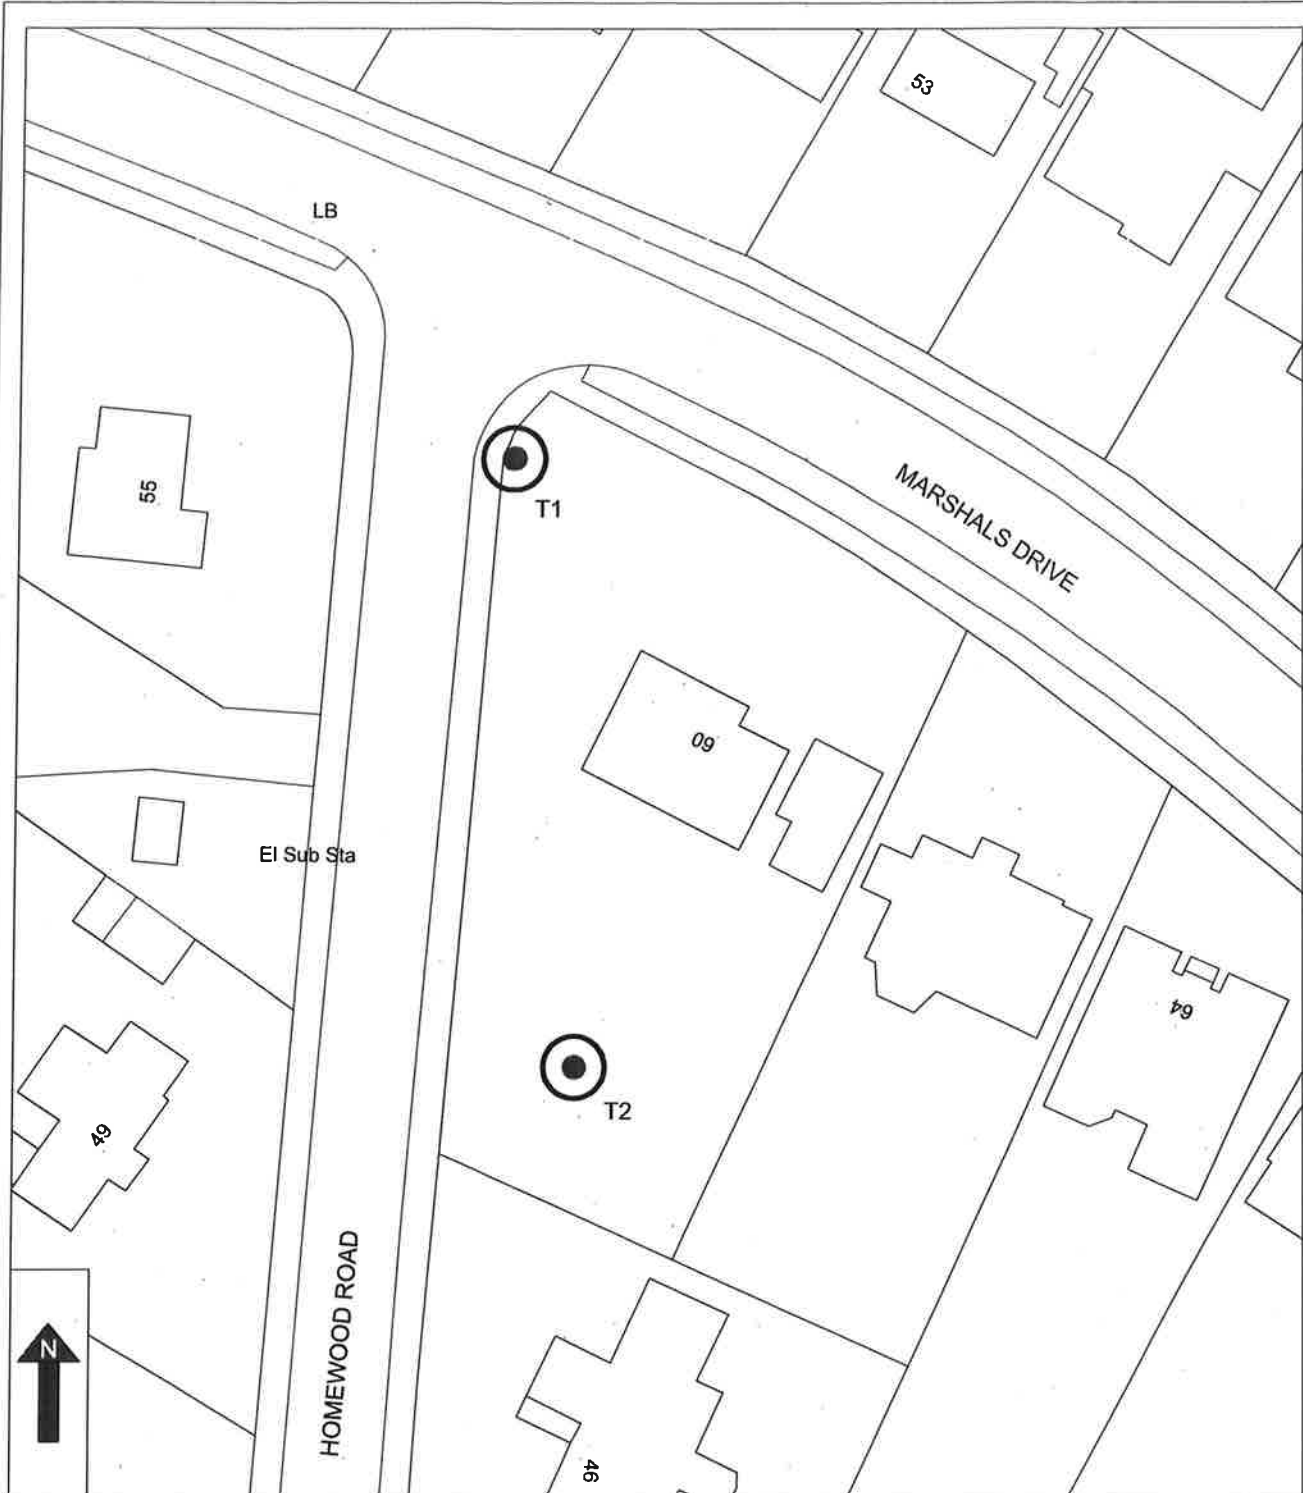 53
LB
55
T1
MARSHALS DRIVE
60
El Sub Sta
64
T2
49
HOMEWOOD ROAD
N
46